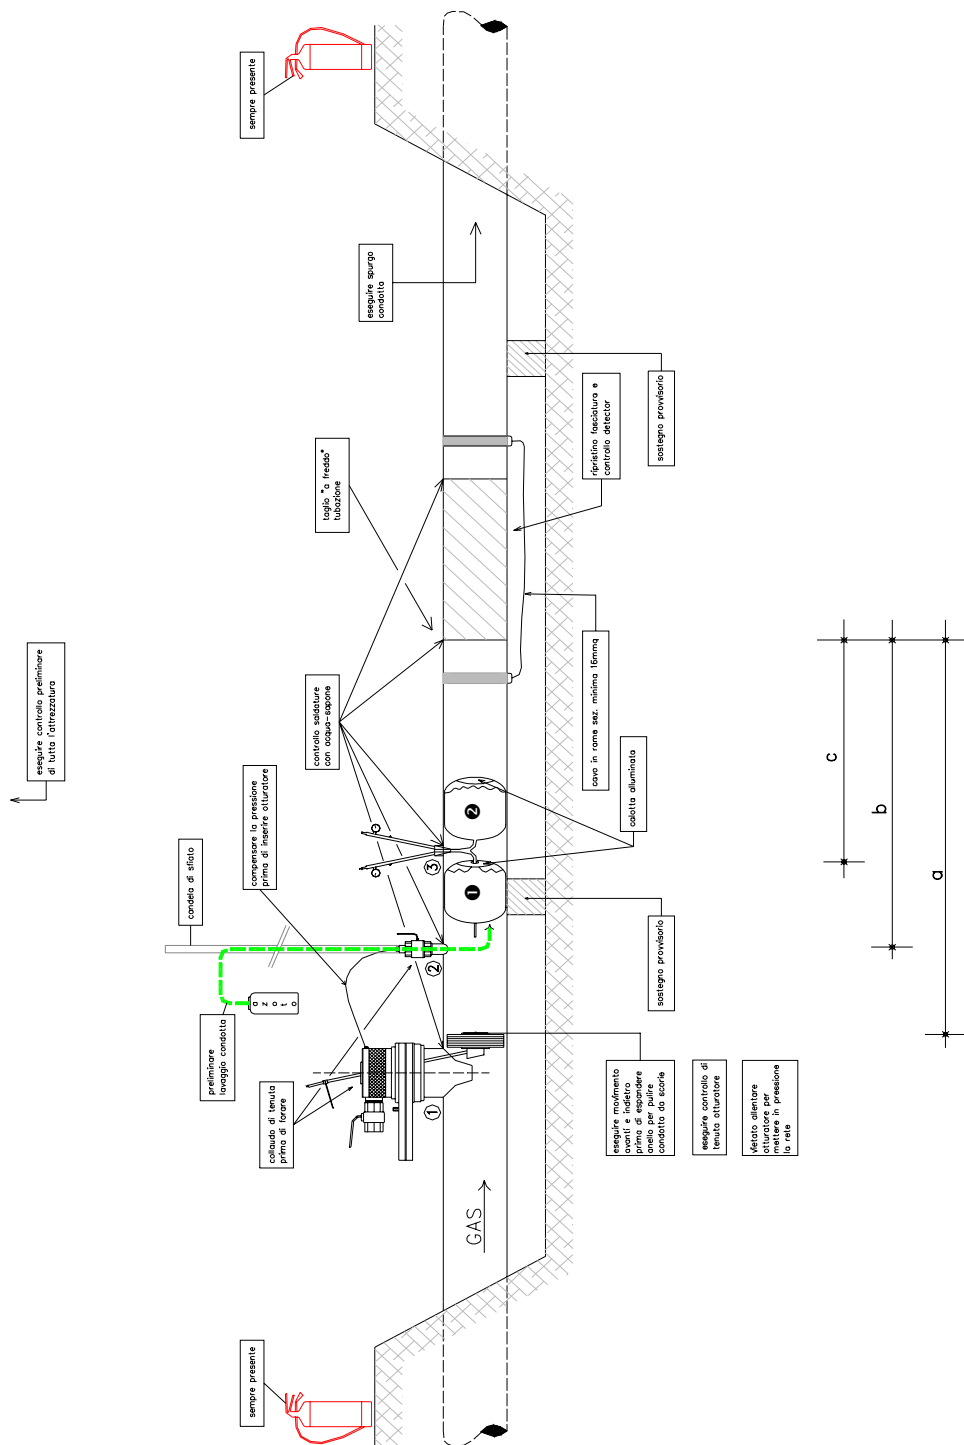 eseguire controllo preliminare
di tutta l'attrezzatura
sempre presente
candela di sfiato
compensare la pressione
prima di inserire otturatore
preliminare
lavaggio condotta
azoto
collaudo di tenuta
prima di forare
controllo saldature
con acqua-sapone
taglio "a freddo"
tubazione
eseguire spurgo
condotta
sempre presente
1
2
3
1
2
GAS
ripristino fasciatura e
controllo detector
sostegno provvisorio
cavo in rame sez. minima 16mmq
calotta alluminata
sostegno provvisorio
eseguire movimento
avanti e indietro
prima di espandere
anello per pulire
condotta da scorie
eseguire controllo di
tenuta otturatore
vietato allentare
otturatore per
mettere in pressione
la rete
c
b
a